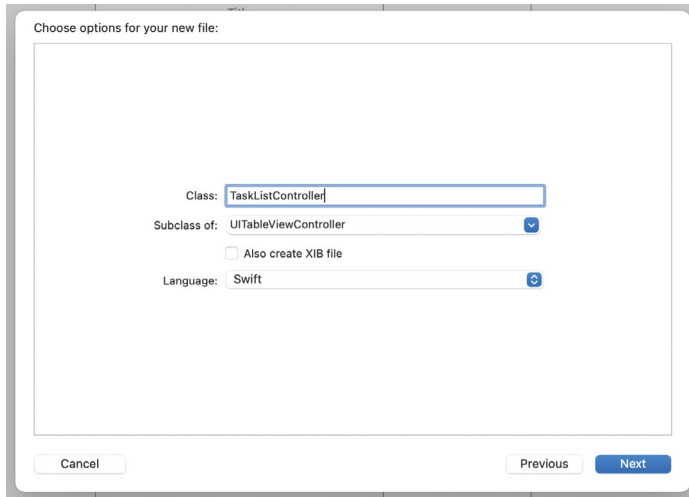 Choose options for your new file:
Class: TaskListController
Subclass of: UITableViewController
Also create XIB file
Language: Swift
Cancel Previous Next